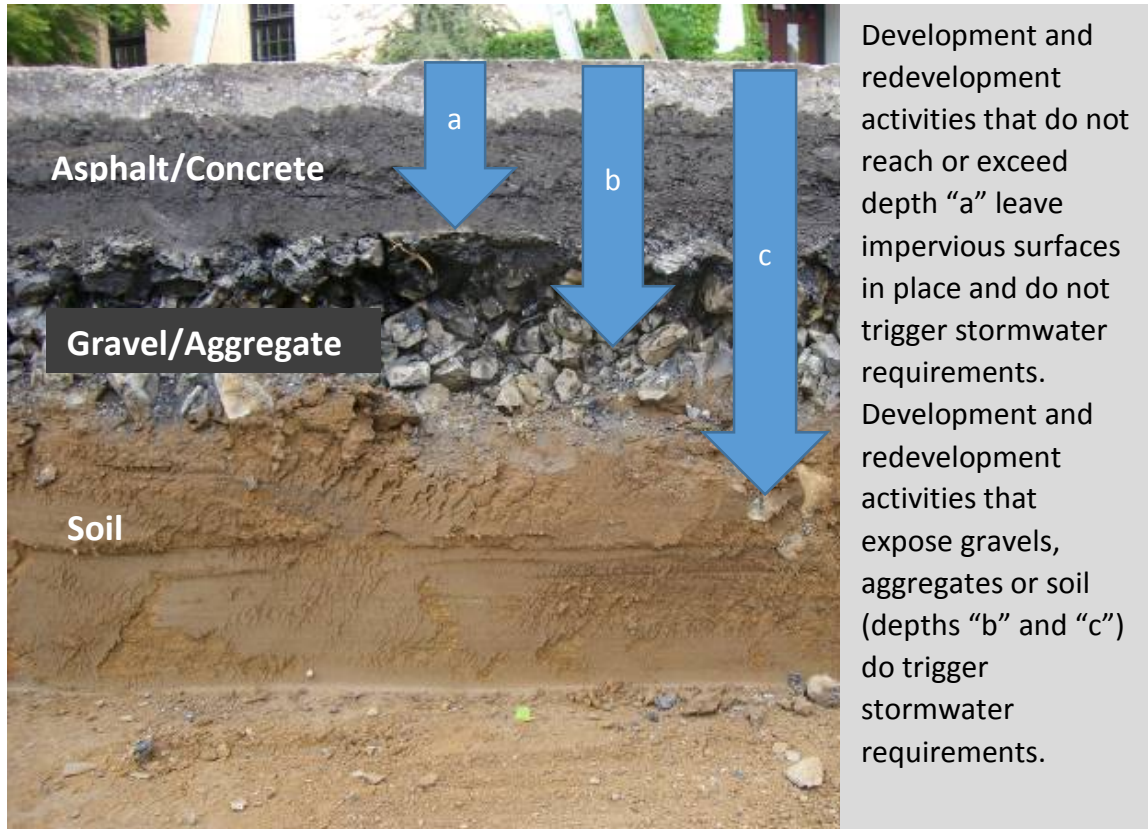 a
b
c
Asphalt/Concrete
Gravel/Aggregate
Soil
Development and
redevelopment
activities that do not
reach or exceed
depth “a” leave
impervious surfaces
in place and do not
trigger stormwater
requirements.
Development and
redevelopment
activities that
expose gravels,
aggregates or soil
(depths “b” and “c”)
do trigger
stormwater
requirements.